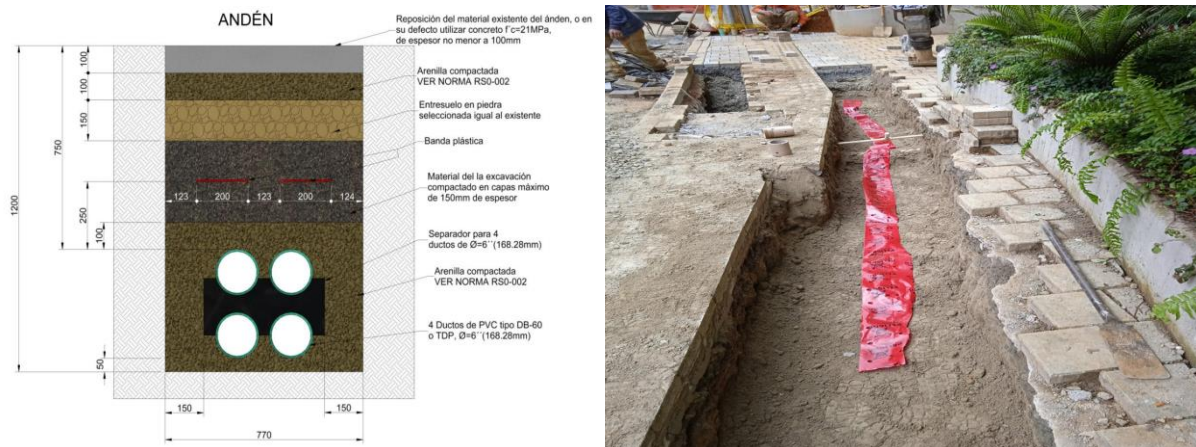 ANDÉN
Reposición del material existente del ánden, o en
su defecto utilizar concreto f´c=21MPa,
de espesor no menor a 100mm
Arenilla compactada
VER NORMA RS0-002
Entresuelo en piedra
seleccionada igual al existente
Banda plástica
Material del la excavación
compactado en capas máximo
de 150mm de espesor
Separador para 4
ductos de Ø=6´´(168.28mm)
Arenilla compactada
VER NORMA RS0-002
4 Ductos de PVC tipo DB-60
o TDP, Ø=6´´(168.28mm)
100
100
150
750
1200
250
100
50
123
200
123
200
124
150
150
770